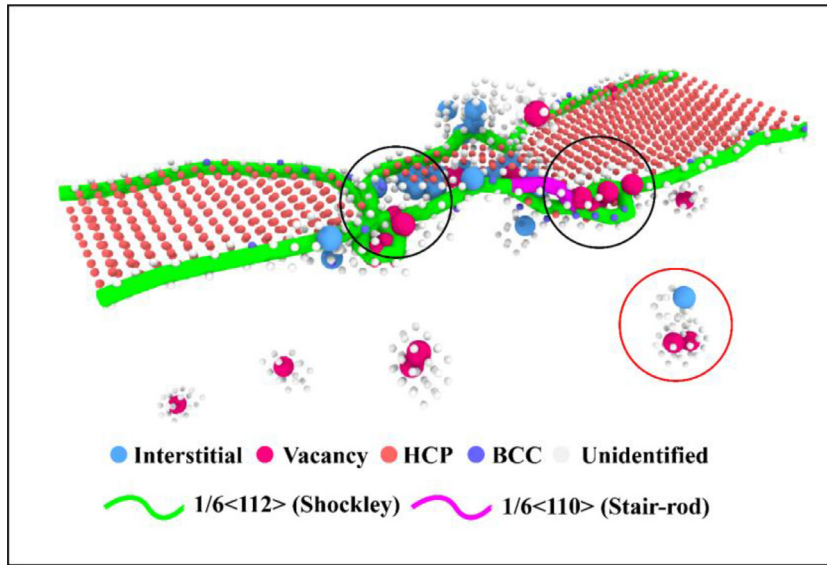 Interstitial Vacancy HCP BCC Unidentified
1/6<112> (Shockley) 1/6<110> (Stair-rod)